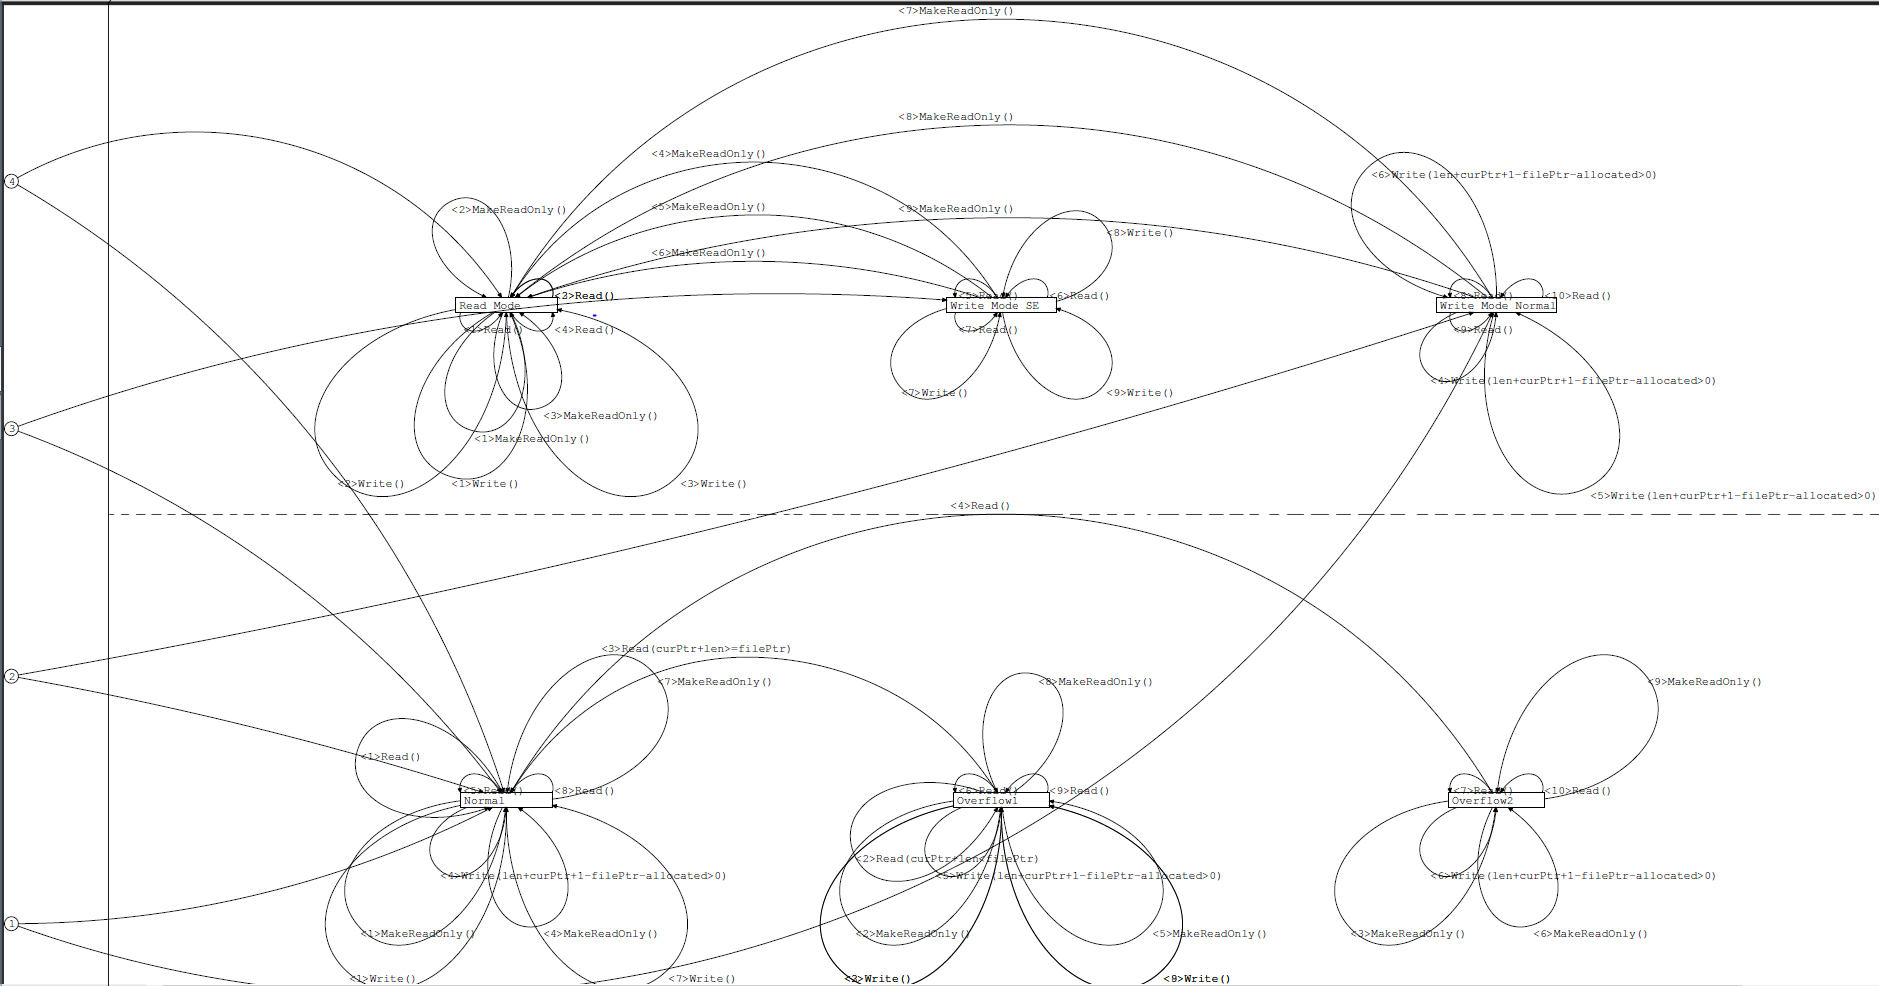 <7>MakeReadOnly()
<8>MakeReadOnly()
<4>MakeReadOnly()
<6>Write(len+curPtr+1-filePtr-allocated>0)
4
<2>MakeReadOnly()
<5>MakeReadOnly()
<9>MakeReadOnly()
<8>Write()
<6>MakeReadOnly()
<3>Read()
<5>Read()
<6>Read()
<8>Read()
<10>Read()
Read Mode
Write Mode SE
Write Mode Normal
<1>Read()
<4>Read()
<7>Read()
<9>Read()
<4>Write(len+curPtr+1-filePtr-allocated>0)
<7>Write()
<9>Write()
<3>MakeReadOnly()
3
<1>MakeReadOnly()
<2>Write()
<1>Write()
<3>Write()
<5>Write(len+curPtr+1-filePtr-allocated>0)
<4>Read()
<3>Read(curPtr+len>=filePtr)
2
<7>MakeReadOnly()
<8>MakeReadOnly()
<9>MakeReadOnly()
<1>Read()
<5>Read()
<8>Read()
<6>Read()
<9>Read()
<7>Read()
<10>Read()
Normal
Overflow1
Overflow2
<2>Read(curPtr+len<filePtr)
<4>Write(len+curPtr+1-filePtr-allocated>0)
<5>Write(len+curPtr+1-filePtr-allocated>0)
<6>Write(len+curPtr+1-filePtr-allocated>0)
1
<1>MakeReadOnly()
<4>MakeReadOnly()
<2>MakeReadOnly()
<5>MakeReadOnly()
<3>MakeReadOnly()
<6>MakeReadOnly()
<1>Write()
<7>Write()
Write()
Write()